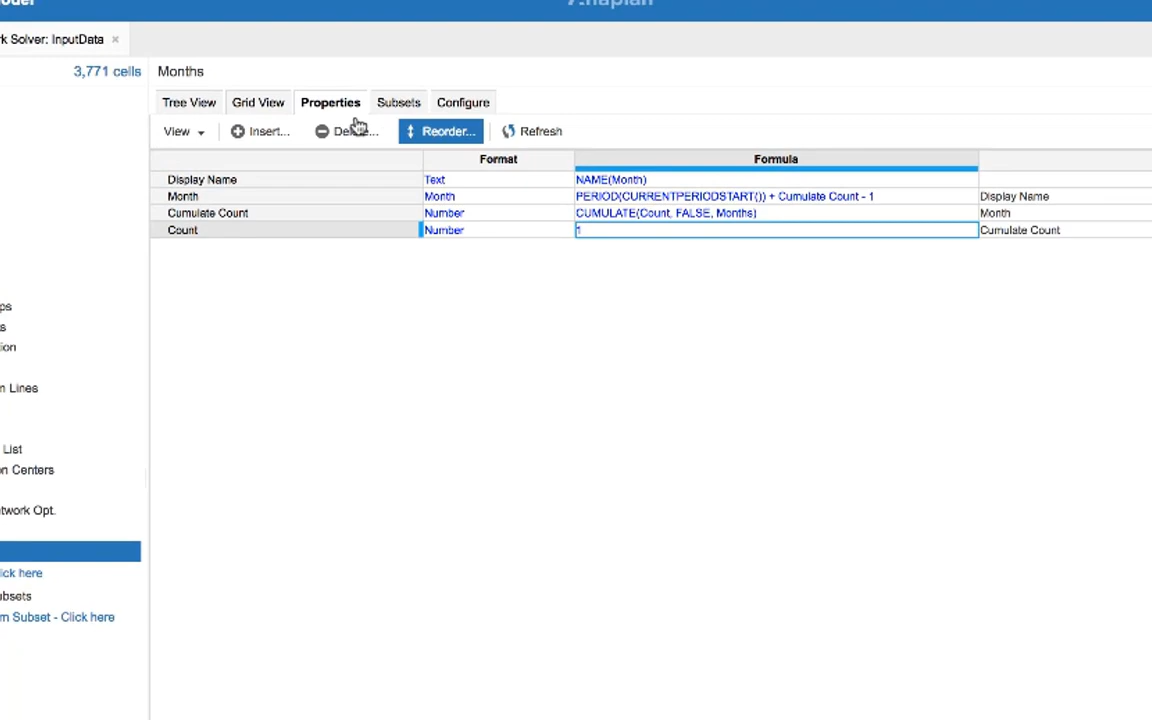 k Solver: InputData ×
3,771 cells
Months
Tree View Grid View Properties Subsets Configure
View Insert... Reorder... Refresh
Format Formula
Display Name Text NAME(Month)
Month Month PERIOD(CURRENTPERIODSTART()) + Cumulate Count - 1 Display Name
Cumulate Count Number CUMULATE(Count, FALSE, Months) Month
Count Number 1 Cumulate Count
ps
s
ion
n Lines
List
on Centers
twork Opt.
lick here
ubsets
m Subset - Click here